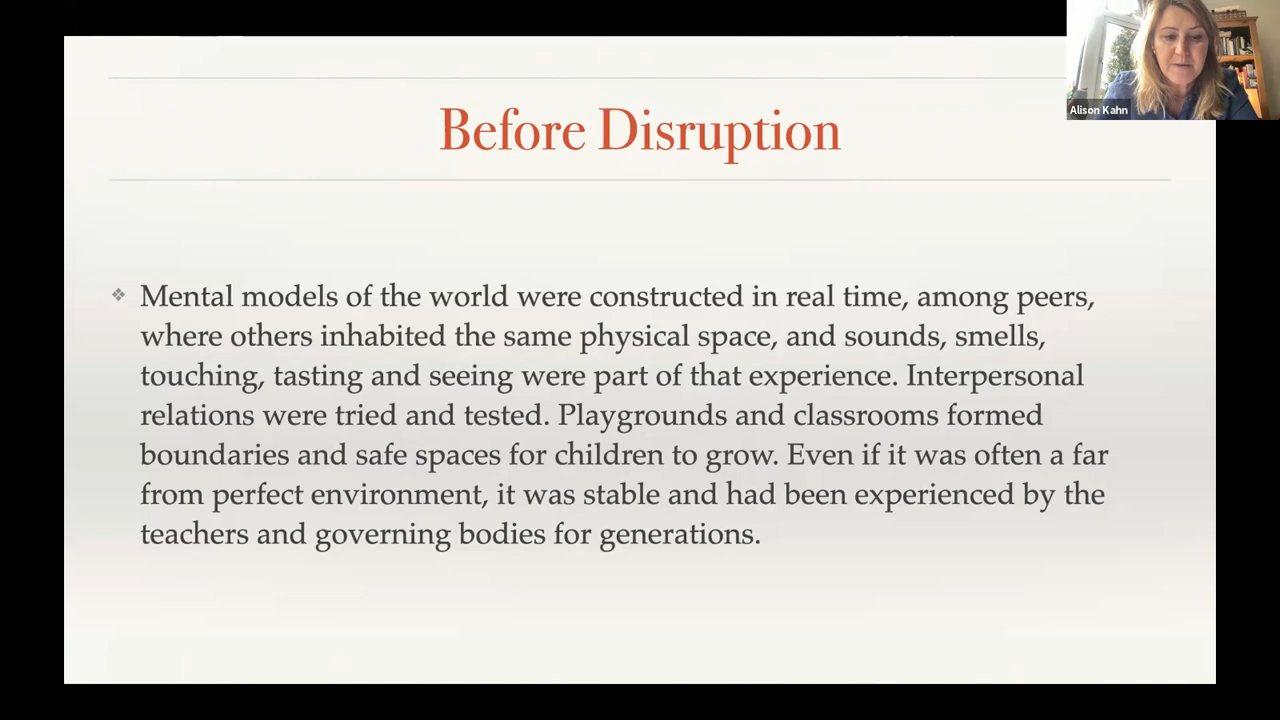 Alison Kahn
Before Disruption
Mental models of the world were constructed in real time, among peers,
where others inhabited the same physical space, and sounds, smells,
touching, tasting and seeing were part of that experience. Interpersonal
relations were tried and tested. Playgrounds and classrooms formed
boundaries and safe spaces for children to grow. Even if it was often a far
from perfect environment, it was stable and had been experienced by the
teachers and governing bodies for generations.